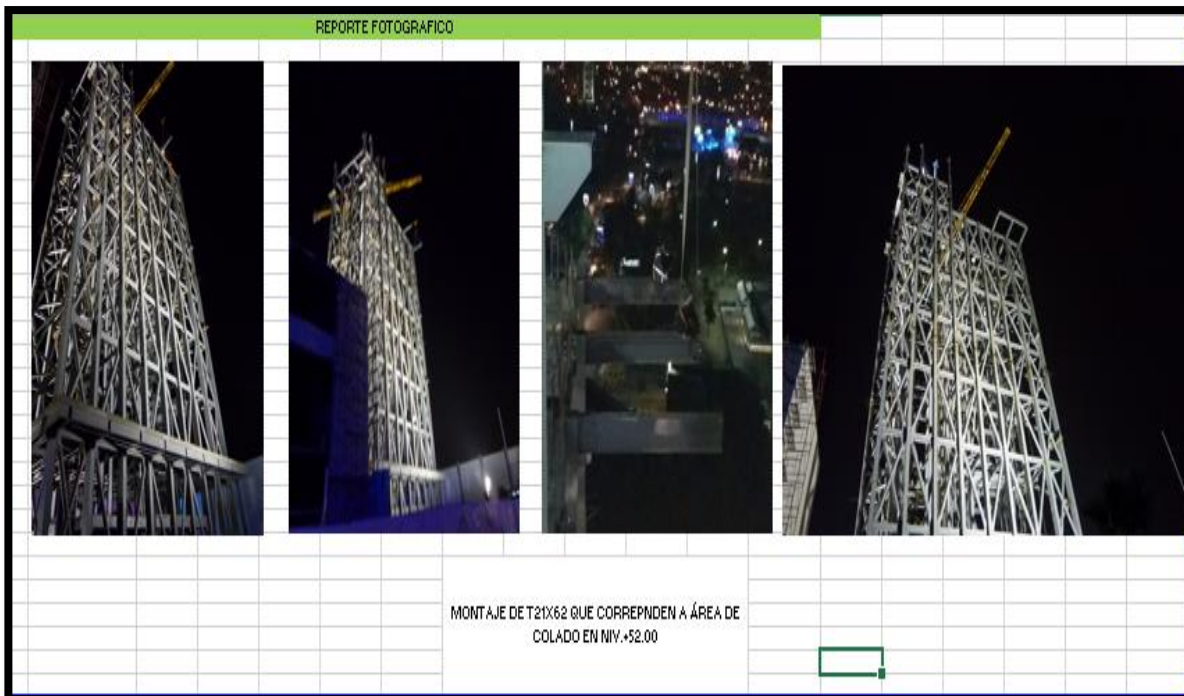 REPORTE FOTOGRAFICO
MONTAJE DE T21X62 QUE CORREPNDEN A ÁREA DE
COLADO EN NIV.+52.00